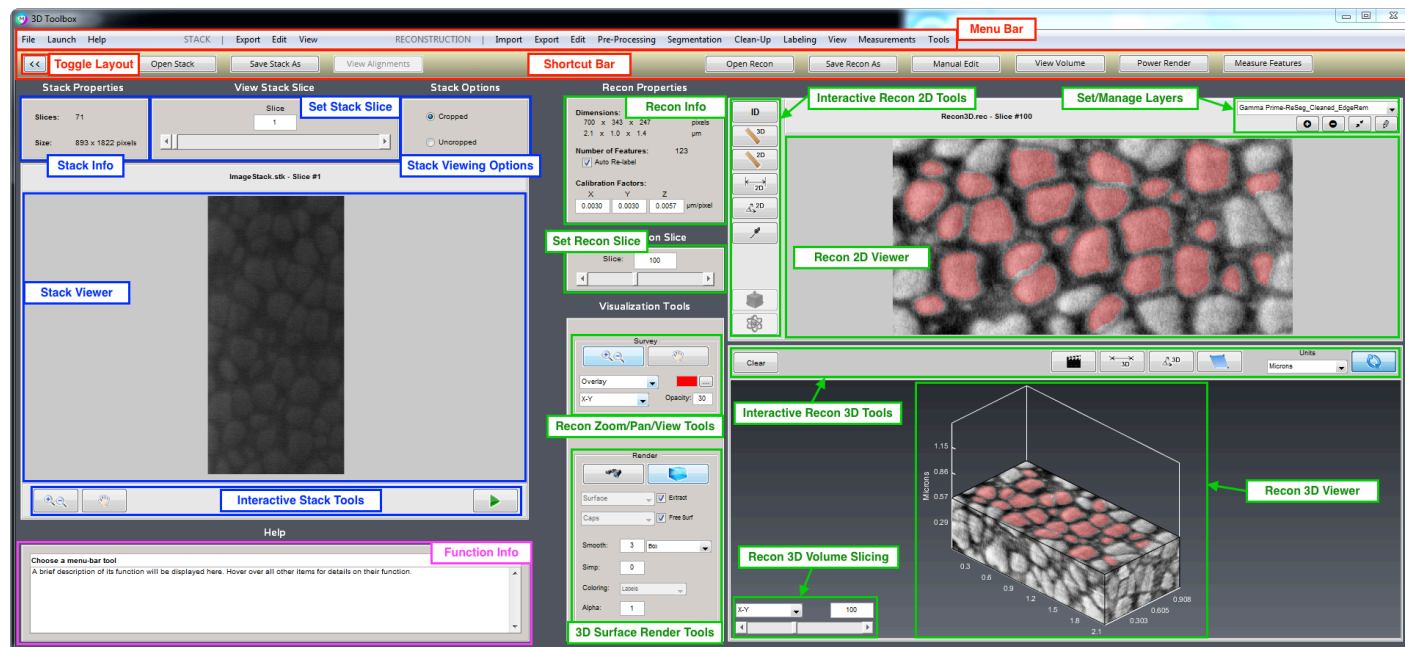 3D Toolbox
Menu Bar
File Launch Help STACK | Export Edit View RECONSTRUCTION | Import Export Edit Pre-Processing Segmentation Clean-Up Labeling View Measurements Tools
<< Toggle Layout Open Stack Save Stack As View Alignments Shortcut Bar Open Recon Save Recon As Manual Edit View Volume Power Render Measure Features
Stack Properties View Stack Slice Stack Options
Slices: 71
Size: 893 x 1822 pixels
Stack Info
Slice
1
Set Stack Slice
Cropped
Uncropped
Stack Viewing Options
ImageStack.stk - Slice #1
Stack Viewer
Interactive Stack Tools
Help
Function Info
Choose a menu-bar tool
A brief description of its function will be displayed here. Hover over all other items for details on their function.
Recon Properties
Recon Info
Dimensions:
700 x 343 x 247 pixels
2.1 x 1.0 x 1.4 µm
Number of Features: 123
Auto Re-label
Calibration Factors:
X Y Z
0.0030 0.0030 0.0057 µm/pixel
Set Recon Slice on Slice
Slice: 100
Visualization Tools
Survey
Overlay
X-Y Opacity: 30
Recon Zoom/Pan/View Tools
Render
Surface Extract
Caps Free Surf
Smooth: 3 Box
Simp: 0
Coloring: Labels
Alpha: 1
3D Surface Render Tools
ID
3D
2D
2D
2D
Interactive Recon 2D Tools
Set/Manage Layers
Recon3D.rec - Slice #100
Gamma Prime-ReSeg_Cleaned_EdgeRem
Recon 2D Viewer
Clear
3D
3D
Units
Microns
Interactive Recon 3D Tools
Recon 3D Viewer
Microns
1.15
0.86
0.57
0.29
0.3
0.6
0.9
1.2
1.5
1.8
2.1
0.303
0.605
0.908
Recon 3D Volume Slicing
X-Y 100